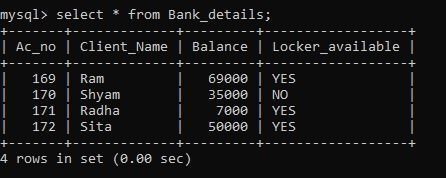 mysql> select * from Bank_details;
+-------+-------------+---------+------------------+
| Ac_no | Client_Name | Balance | Locker_available |
+-------+-------------+---------+------------------+
|   169 | Ram         |   69000 | YES              |
|   170 | Shyam       |   35000 | NO               |
|   171 | Radha       |    7000 | YES              |
|   172 | Sita        |   50000 | YES              |
+-------+-------------+---------+------------------+
4 rows in set (0.00 sec)